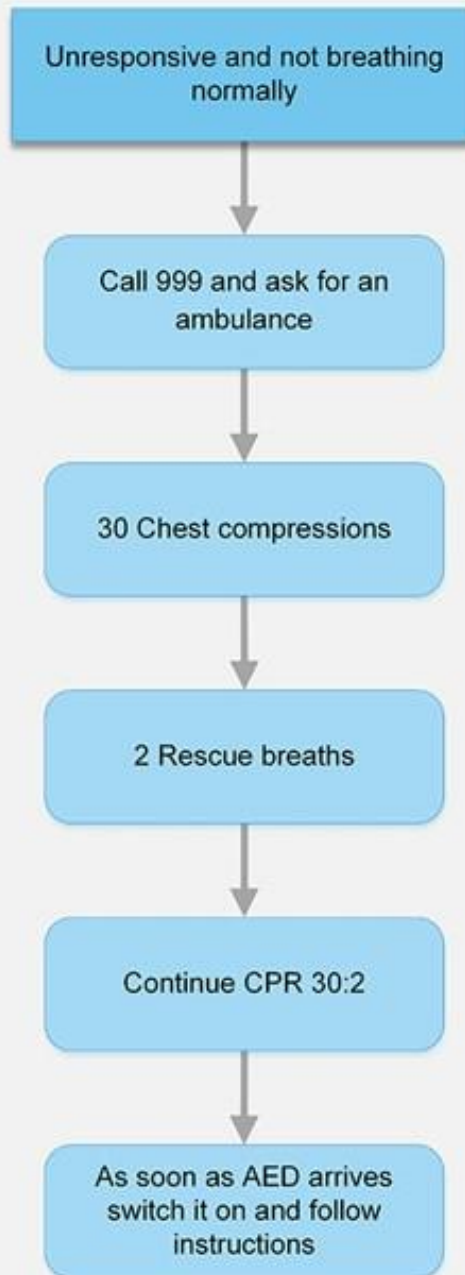 Unresponsive and not breathing
normally
Call 999 and ask for an
ambulance
30 Chest compressions
2 Rescue breaths
Continue CPR 30:2
As soon as AED arrives
switch it on and follow
instructions